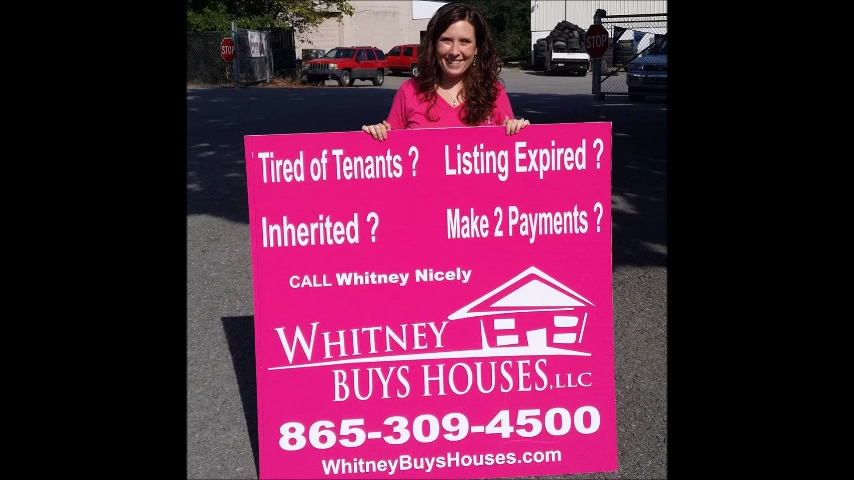 STOP
STOP
Tired of Tenants ? Listing Expired ?
Inherited ? Make 2 Payments ?
CALL Whitney Nicely
WHITNEY
BUYS HOUSES, LLC
865-309-4500
WhitneyBuysHouses.com